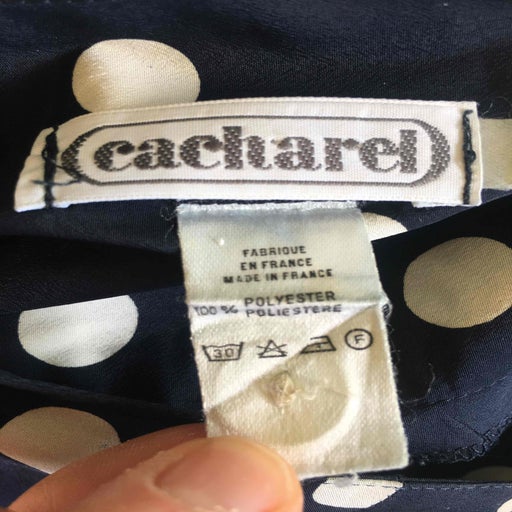 cacharel
FABRIQUE
EN FRANCE
MADE IN FRANCE
100 % POLYESTER
POLIESTERE
30
F